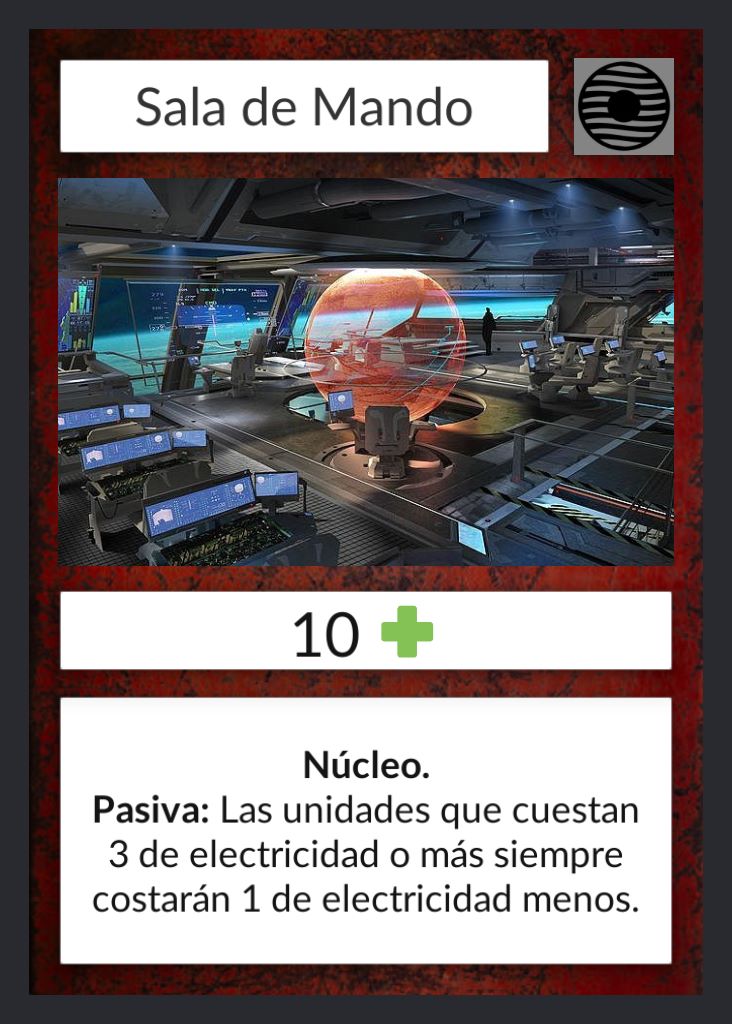 Sala de Mando
10
Núcleo.
Pasiva: Las unidades que cuestan
3 de electricidad o más siempre
costarán 1 de electricidad menos.